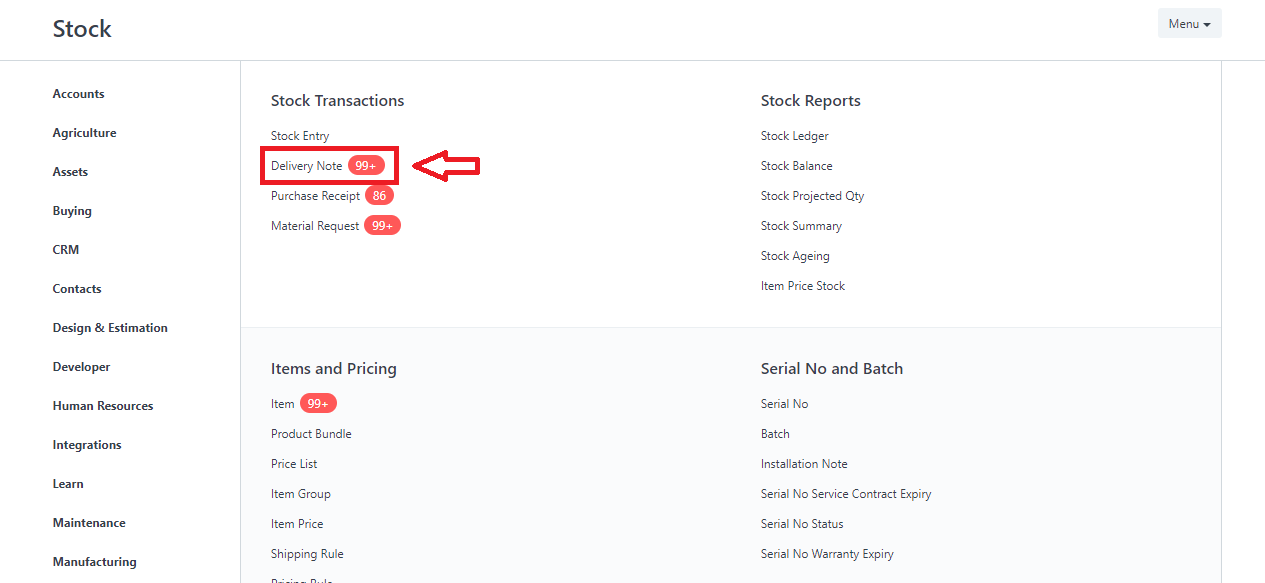 Stock
Menu
Accounts
Agriculture
Assets
Buying
CRM
Contacts
Design & Estimation
Developer
Human Resources
Integrations
Learn
Maintenance
Manufacturing
Stock Transactions
Stock Entry
Delivery Note 99+
Purchase Receipt 86
Material Request 99+
Stock Reports
Stock Ledger
Stock Balance
Stock Projected Qty
Stock Summary
Stock Ageing
Item Price Stock
Items and Pricing
Item 99+
Product Bundle
Price List
Item Group
Item Price
Shipping Rule
Pricing Rule
Serial No and Batch
Serial No
Batch
Installation Note
Serial No Service Contract Expiry
Serial No Status
Serial No Warranty Expiry